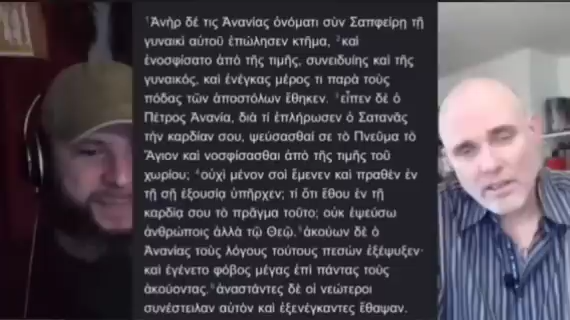 ¹Ἀνὴρ δέ τις Ἀνανίας ὀνόματι σὺν Σαπφείρῃ τῇ
γυναικὶ αὐτοῦ ἐπώλησεν κτῆμα, ²καὶ
ἐνοσφίσατο ἀπὸ τῆς τιμῆς, συνειδυίης καὶ τῆς
γυναικός, καὶ ἐνέγκας μέρος τι παρὰ τοὺς
πόδας τῶν ἀποστόλων ἔθηκεν. ³εἶπεν δὲ ὁ
Πέτρος Ἀνανία, διὰ τί ἐπλήρωσεν ὁ Σατανᾶς
τὴν καρδίαν σου, ψεύσασθαί σε τὸ Πνεῦμα τὸ
Ἅγιον καὶ νοσφίσασθαι ἀπὸ τῆς τιμῆς τοῦ
χωρίου; ⁴οὐχὶ μένον σοὶ ἔμενεν καὶ πραθὲν ἐν
τῇ σῇ ἐξουσίᾳ ὑπῆρχεν; τί ὅτι ἔθου ἐν τῇ
καρδίᾳ σου τὸ πρᾶγμα τοῦτο; οὐκ ἐψεύσω
ἀνθρώποις ἀλλὰ τῷ Θεῷ. ⁵ἀκούων δὲ ὁ
Ἀνανίας τοὺς λόγους τούτους πεσὼν ἐξέψυξεν·
καὶ ἐγένετο φόβος μέγας ἐπὶ πάντας τοὺς
ἀκούοντας. ⁶ἀναστάντες δὲ οἱ νεώτεροι
συνέστειλαν αὐτὸν καὶ ἐξενέγκαντες ἔθαψαν.